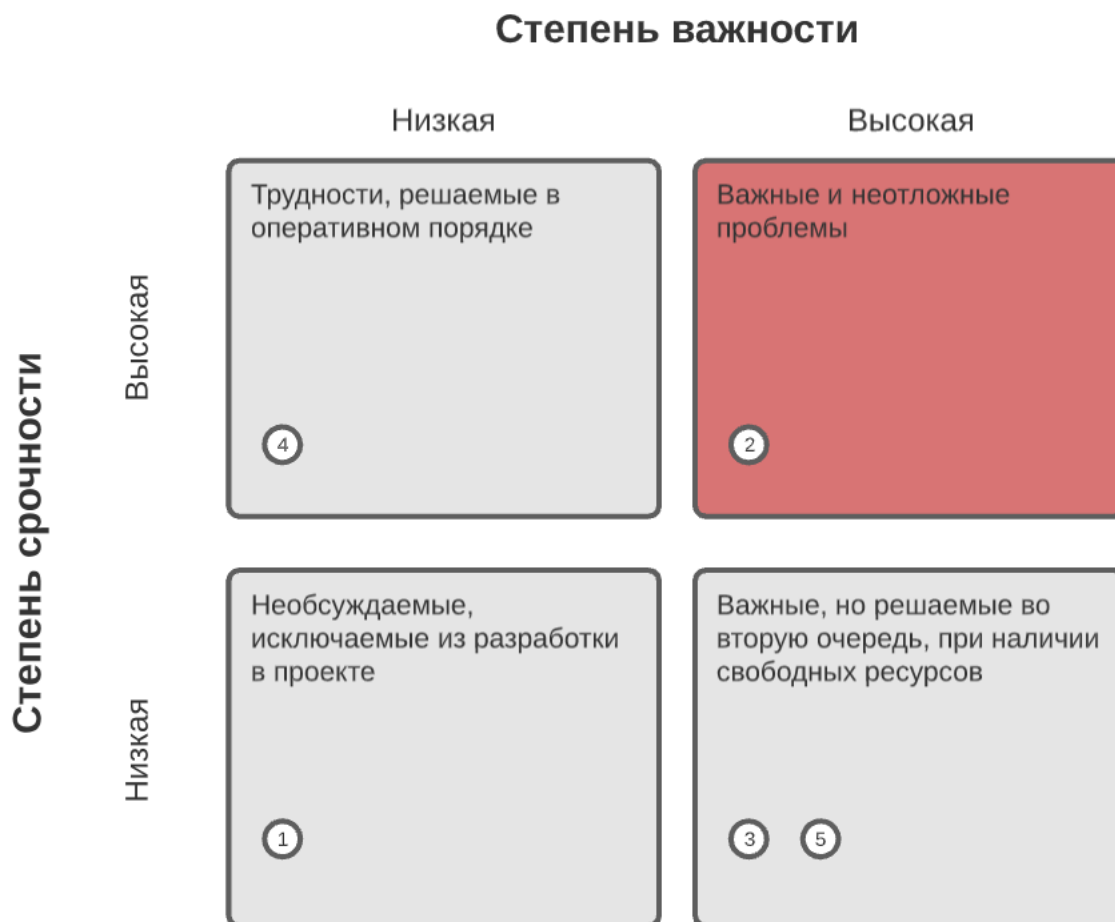 Степень важности
Низкая
Высокая
Степень срочности
Высокая
Трудности, решаемые в
оперативном порядке
4
Важные и неотложные
проблемы
2
Низкая
Необсуждаемые,
исключаемые из разработки
в проекте
1
Важные, но решаемые во
вторую очередь, при наличии
свободных ресурсов
3
5